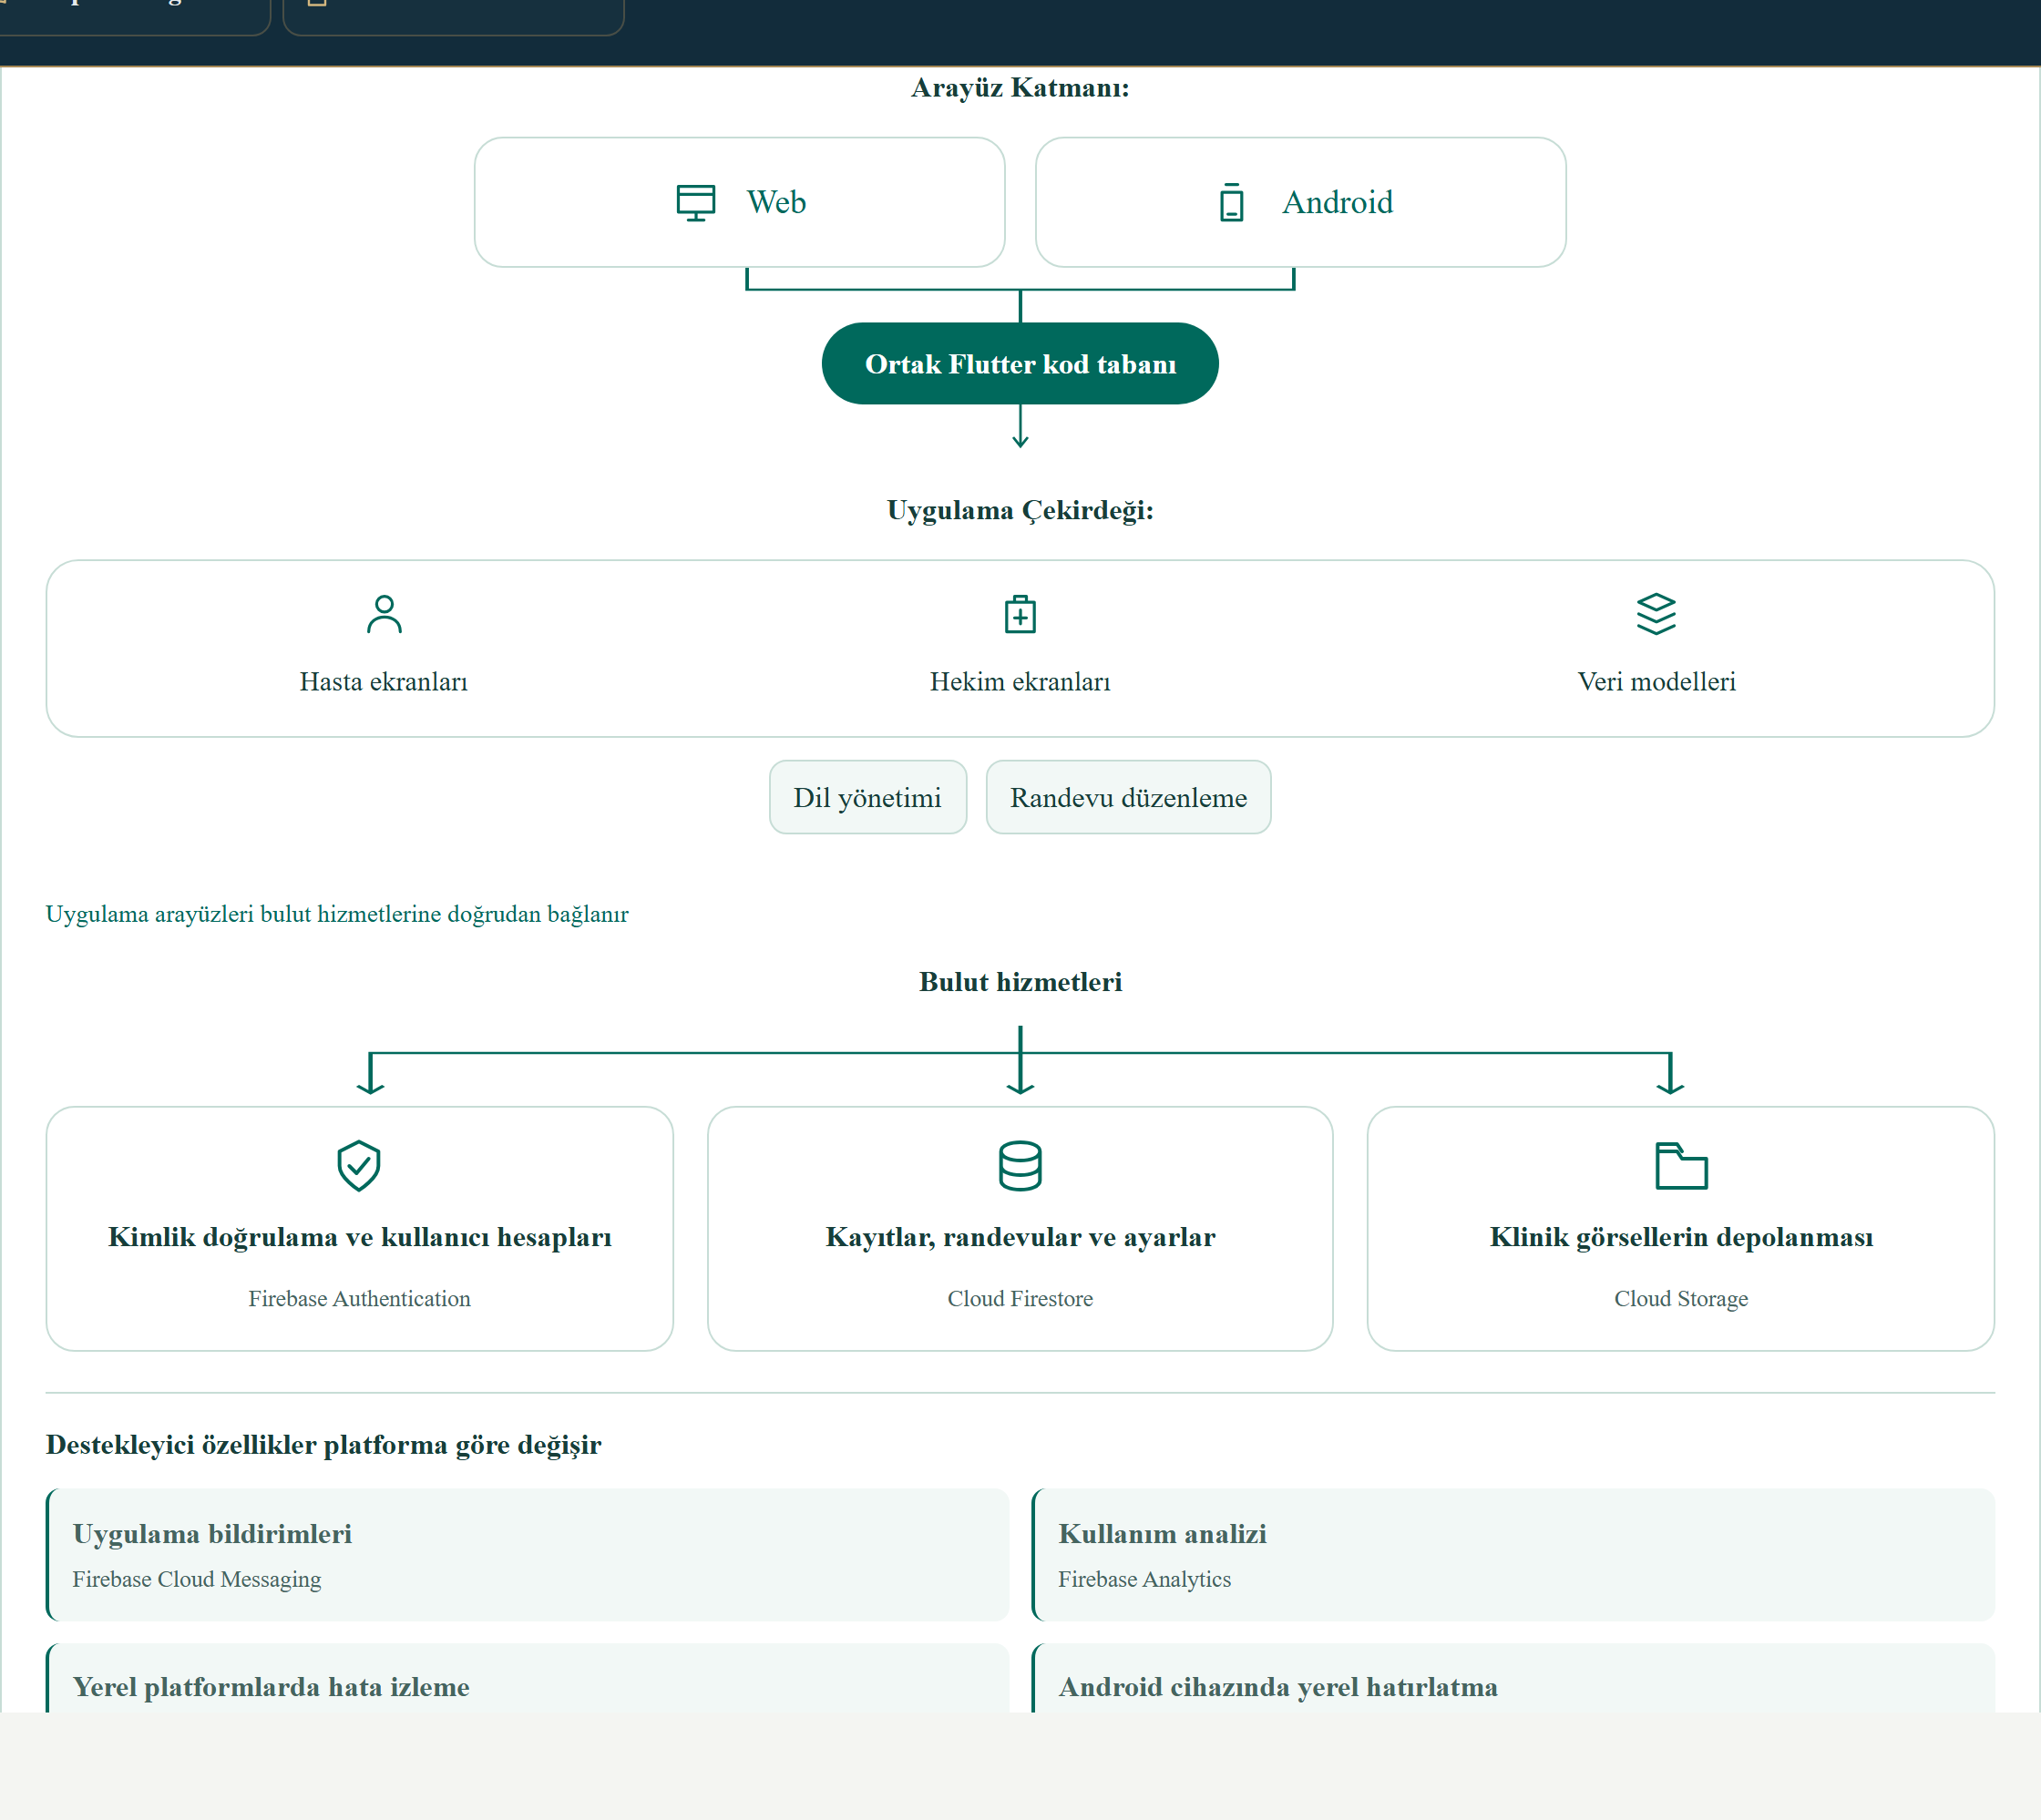 Arayüz Katmanı:
Web
Android
Ortak Flutter kod tabanı
Uygulama Çekirdeği:
Hasta ekranları
Hekim ekranları
Veri modelleri
Dil yönetimi
Randevu düzenleme
Uygulama arayüzleri bulut hizmetlerine doğrudan bağlanır
Bulut hizmetleri
Kimlik doğrulama ve kullanıcı hesapları
Firebase Authentication
Kayıtlar, randevular ve ayarlar
Cloud Firestore
Klinik görsellerin depolanması
Cloud Storage
Destekleyici özellikler platforma göre değişir
Uygulama bildirimleri
Firebase Cloud Messaging
Kullanım analizi
Firebase Analytics
Yerel platformlarda hata izleme
Android cihazında yerel hatırlatma